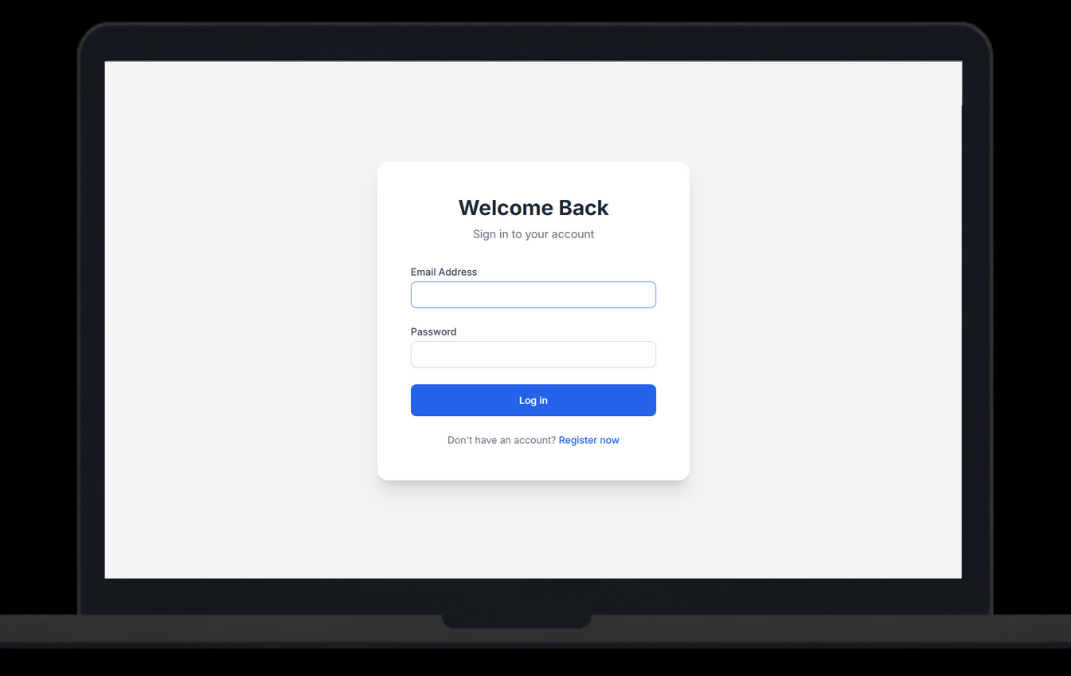 Welcome Back
Sign in to your account
Email Address
Password
Log in
Don't have an account? Register now